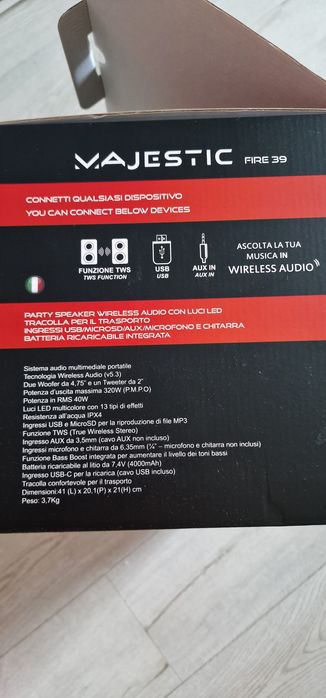 MAJESTIC FIRE 39
CONNETTI QUALSIASI DISPOSITIVO
YOU CAN CONNECT BELOW DEVICES
FUNZIONE TWS
TWS FUNCTION
USB
USB
AUX IN
AUX IN
ASCOLTA LA TUA
MUSICA IN
WIRELESS AUDIO
PARTY SPEAKER WIRELESS AUDIO CON LUCI LED
TRACOLLA PER IL TRASPORTO
INGRESSI USB/MICROSD/AUX/MICROFONO E CHITARRA
BATTERIA RICARICABILE INTEGRATA
Sistema audio multimediale portatile
Tecnologia Wireless Audio (v5.3)
Due Woofer da 4,75" e un Tweeter da 2"
Potenza d'uscita massima 320W (P.M.P.O)
Potenza in RMS 40W
Luci LED multicolore con 13 tipi di effetti
Resistenza all'acqua IPX4
Ingressi USB e MicroSD per la riproduzione di file MP3
Funzione TWS (True Wireless Stereo)
Ingresso AUX da 3,5mm (cavo AUX non incluso)
Ingressi microfono e chitarra da 6,35mm (¼" – microfono e chitarra non inclusi)
Funzione Bass Boost integrata per aumentare il livello dei toni bassi
Batteria ricaricabile al litio da 7,4V (4000mAh)
Ingresso USB-C per la ricarica (cavo USB incluso)
Tracolla confortevole per il trasporto
Dimensioni:41 (L) x 20,1(P) x 21(H) cm
Peso: 3,7Kg